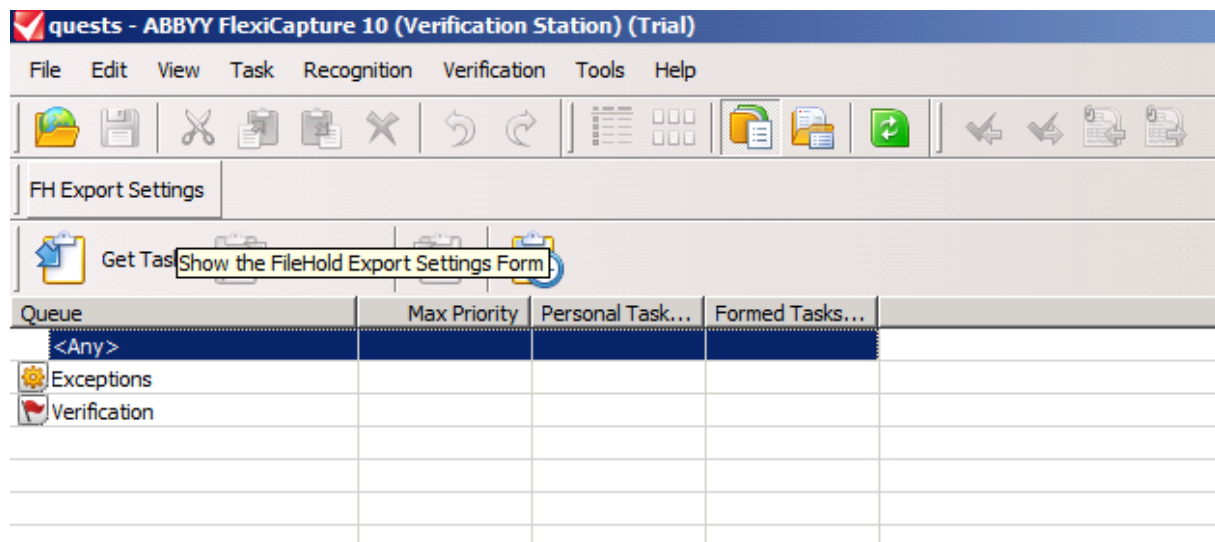 quests - ABBYY FlexiCapture 10 (Verification Station) (Trial)
File Edit View Task Recognition Verification Tools Help
FH Export Settings
Get Tas
Show the FileHold Export Settings Form
Queue Max Priority Personal Task... Formed Tasks...
<Any>
Exceptions
Verification